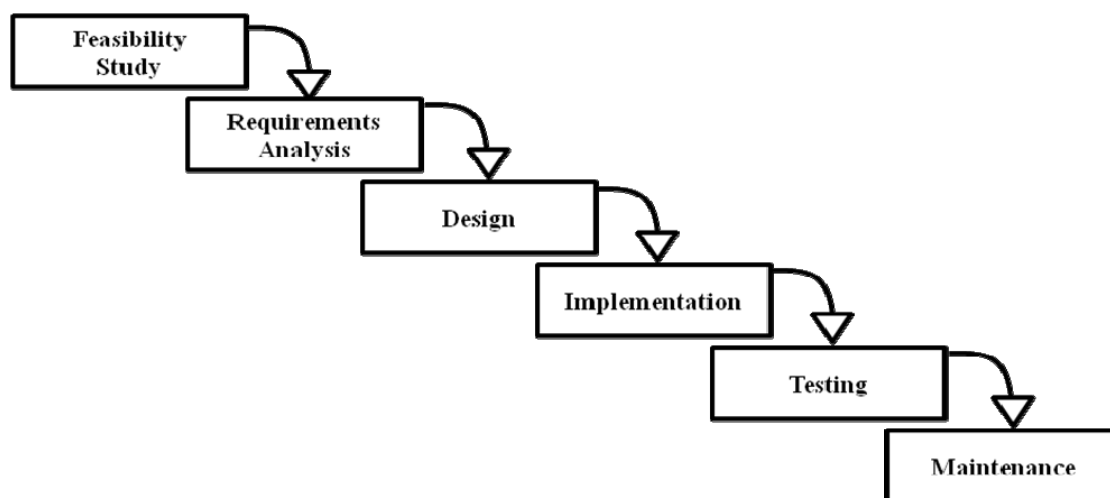 Feasibility
Study
Requirements
Analysis
Design
Implementation
Testing
Maintenance